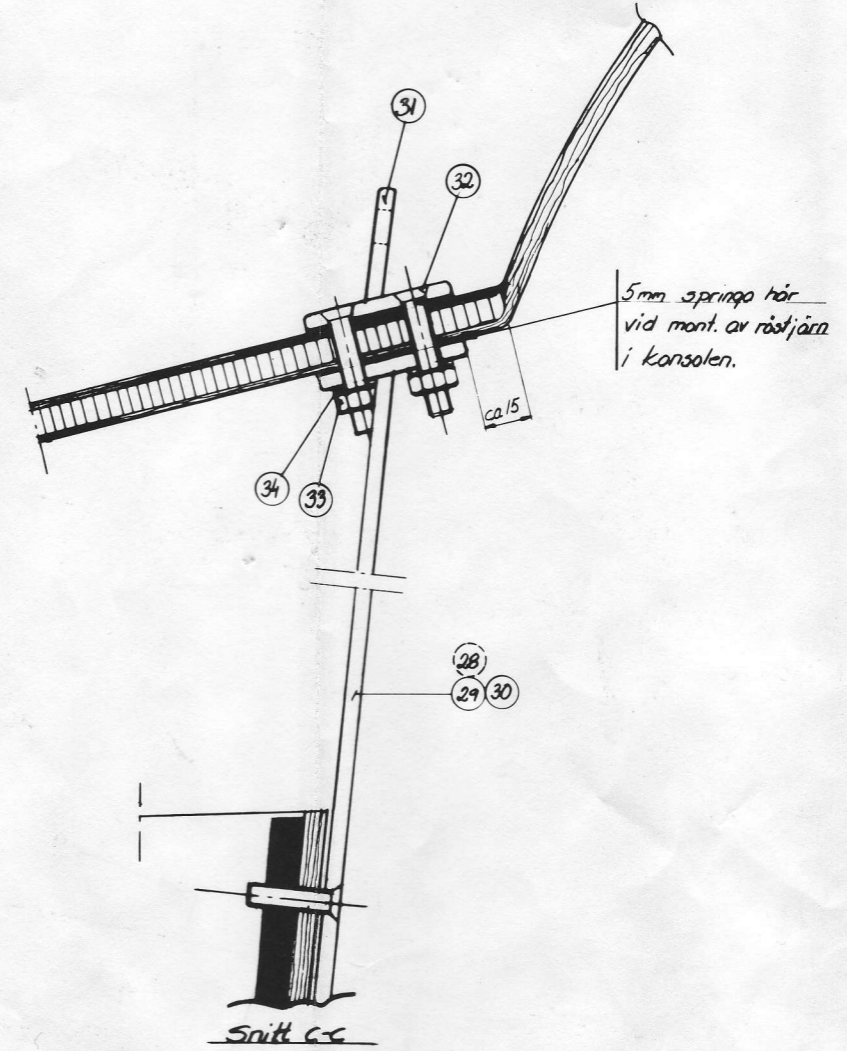 31
32
5mm springa här
vid mont. av röstjärn
i konsolen.
ca 15
34 33
28
29 30
Snitt C-C